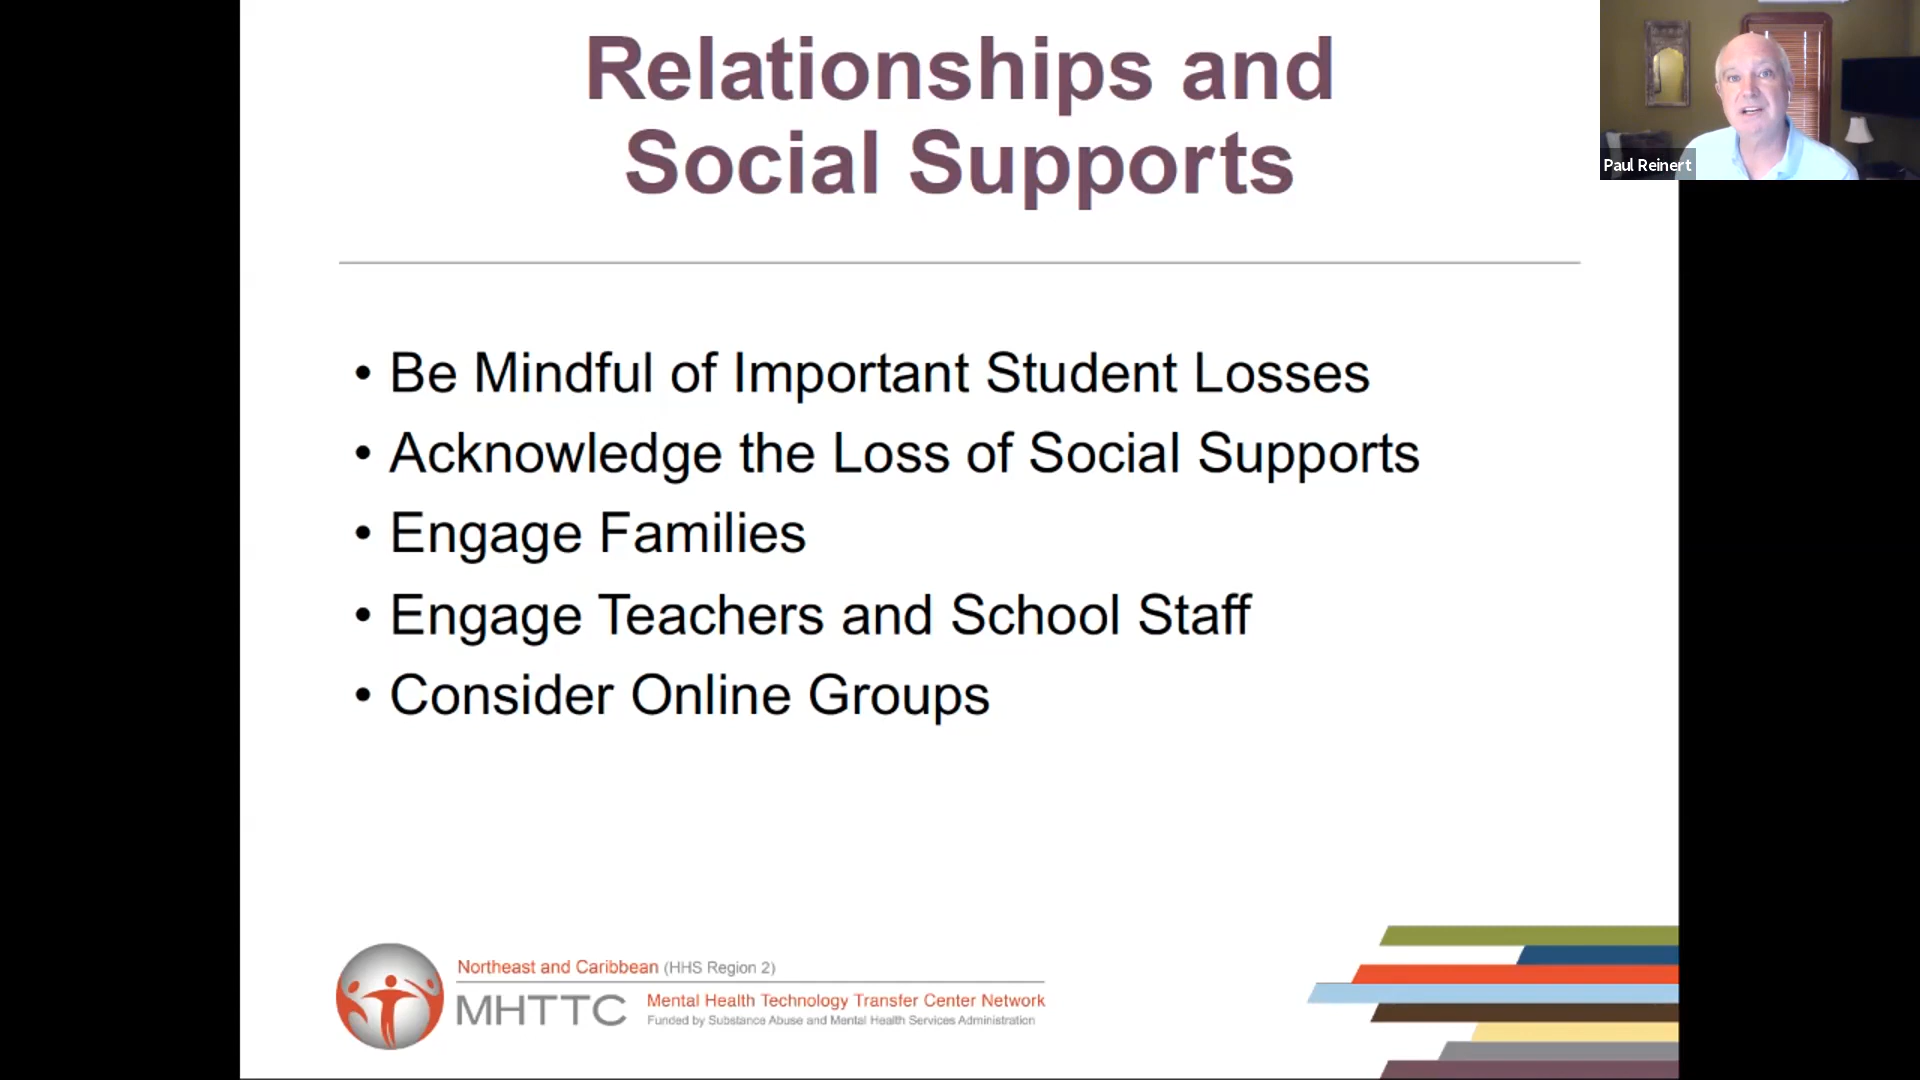 Relationships and
Social Supports
Paul Reinert
• Be Mindful of Important Student Losses
• Acknowledge the Loss of Social Supports
• Engage Families
• Engage Teachers and School Staff
• Consider Online Groups
Northeast and Caribbean (HHS Region 2)
MHTTC
Mental Health Technology Transfer Center Network
Funded by Substance Abuse and Mental Health Services Administration